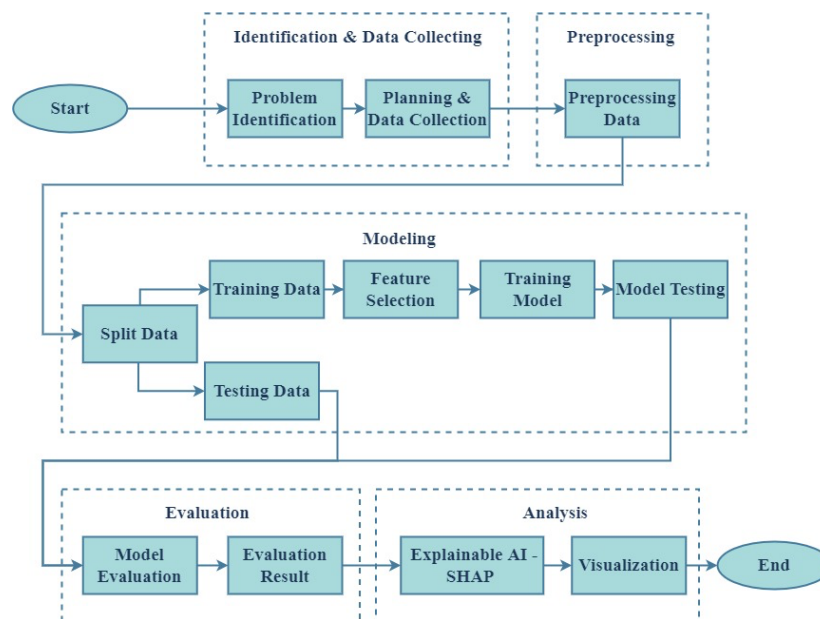 Identification & Data Collecting
Preprocessing
Start
Problem
Identification
Planning &
Data Collection
Preprocessing
Data
Modeling
Training Data
Feature
Selection
Training
Model
Model Testing
Split Data
Testing Data
Evaluation
Analysis
Model
Evaluation
Evaluation
Result
Explainable AI -
SHAP
Visualization
End